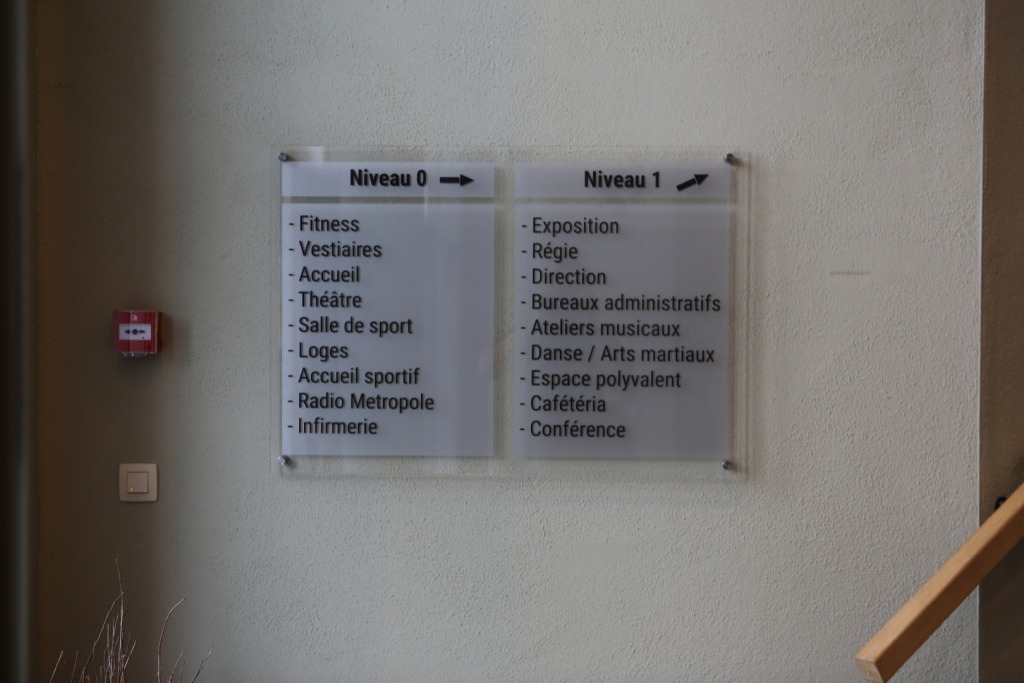 Niveau 0 →
- Fitness
- Vestiaires
- Accueil
- Théâtre
- Salle de sport
- Loges
- Accueil sportif
- Radio Metropole
- Infirmerie
Niveau 1
- Exposition
- Régie
- Direction
- Bureaux administratifs
- Ateliers musicaux
- Danse / Arts martiaux
- Espace polyvalent
- Cafétéria
- Conférence